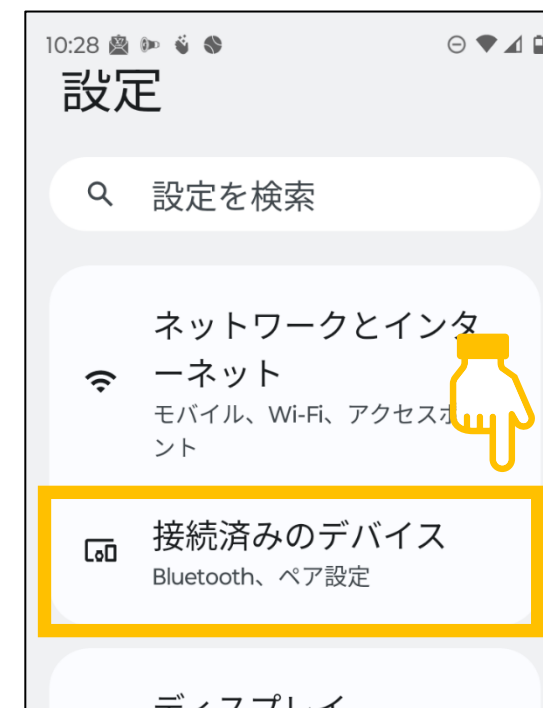 10:28
設定
設定を検索
ネットワークとインタ
ーネット
モバイル、Wi-Fi、アクセスポ
ント
接続済みのデバイス
Bluetooth、ペア設定
ディスプレイ